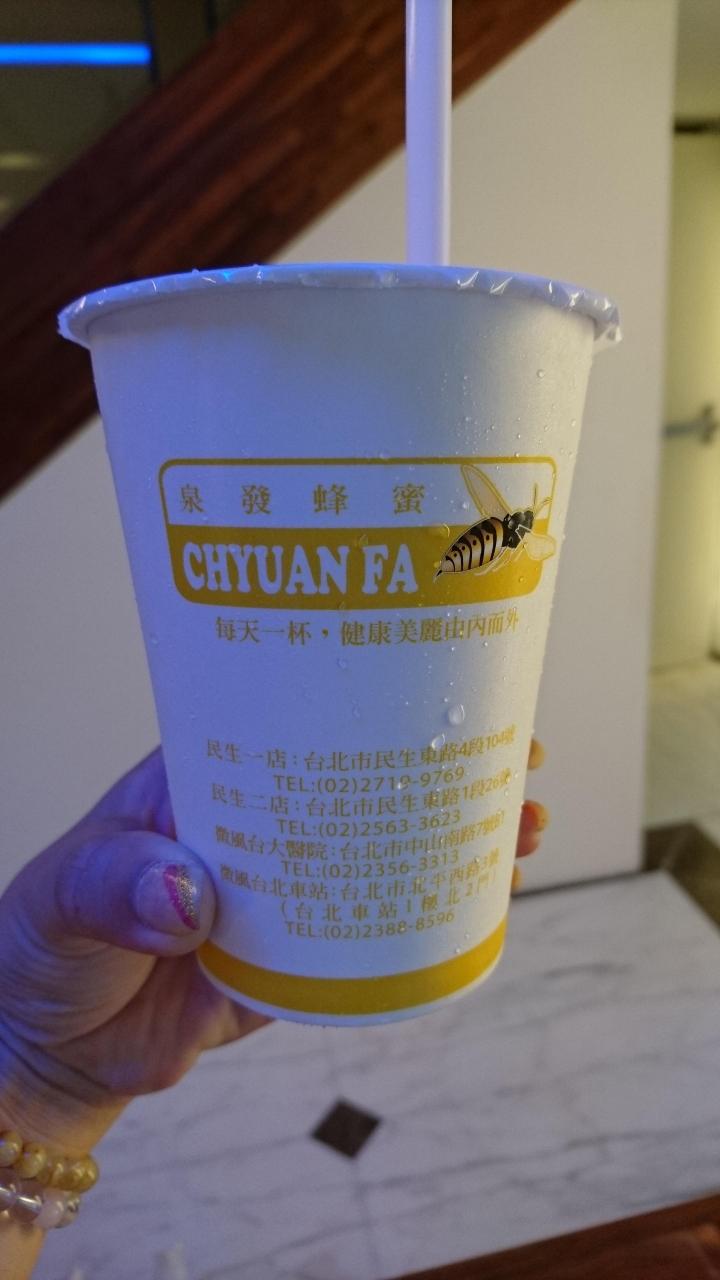 泉發蜂蜜
CHYUAN FA
每天一杯，健康美麗由內而外
民生一店：台北市民生東路4段104號
TEL:(02)2719-9769
民生二店：台北市民生東路1段26號
TEL:(02)2563-3623
微風台大醫院：台北市中山南路7號B1
TEL:(02)2356-3313
微風台北車站：台北市北平西路3號
(台北車站1樓北2門)
TEL:(02)2388-8596